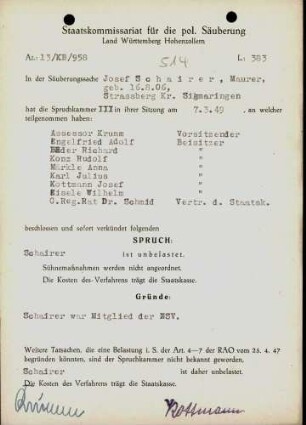 Staatskommissariat für die pol. Säuberung
Land Württemberg Hohenzollern
Az.: 13/KB/958
L: 383
514
In der Säuberungssache Josef Schairer, Maurer,
geb. 16.8.06,
Strassberg Kr. Sigmaringen
hat die Spruchkammer III in ihrer Sitzung am 7.3.49 , an welcher
teilgenommen haben:
Assessor Krumm Vorsitzender
Engelfried Adolf Beisitzer
Eder Richard "
Konz Rudolf "
Märkle Anna "
Karl Julius "
Kottmann Josef "
Eisele Wilhelm "
O.Reg.Rat Dr. Schmid Vertr. d. Staatsk.
beschlossen und sofort verkündet folgenden
SPRUCH:
Schairer ist unbelastet.
Sühnemaßnahmen werden nicht angeordnet.
Die Kosten des Verfahrens trägt die Staatskasse.
Gründe:
Schairer war Mitglied der NSV.
Weitere Tatsachen, die eine Belastung i. S. der Art. 4—7 der RAO vom 26. 4. 47
begründen könnten, sind der Spruchkammer nicht bekannt geworden.
Schairer ist daher unbelastet.
Die Kosten des Verfahrens trägt die Staatskasse.
Kottmann